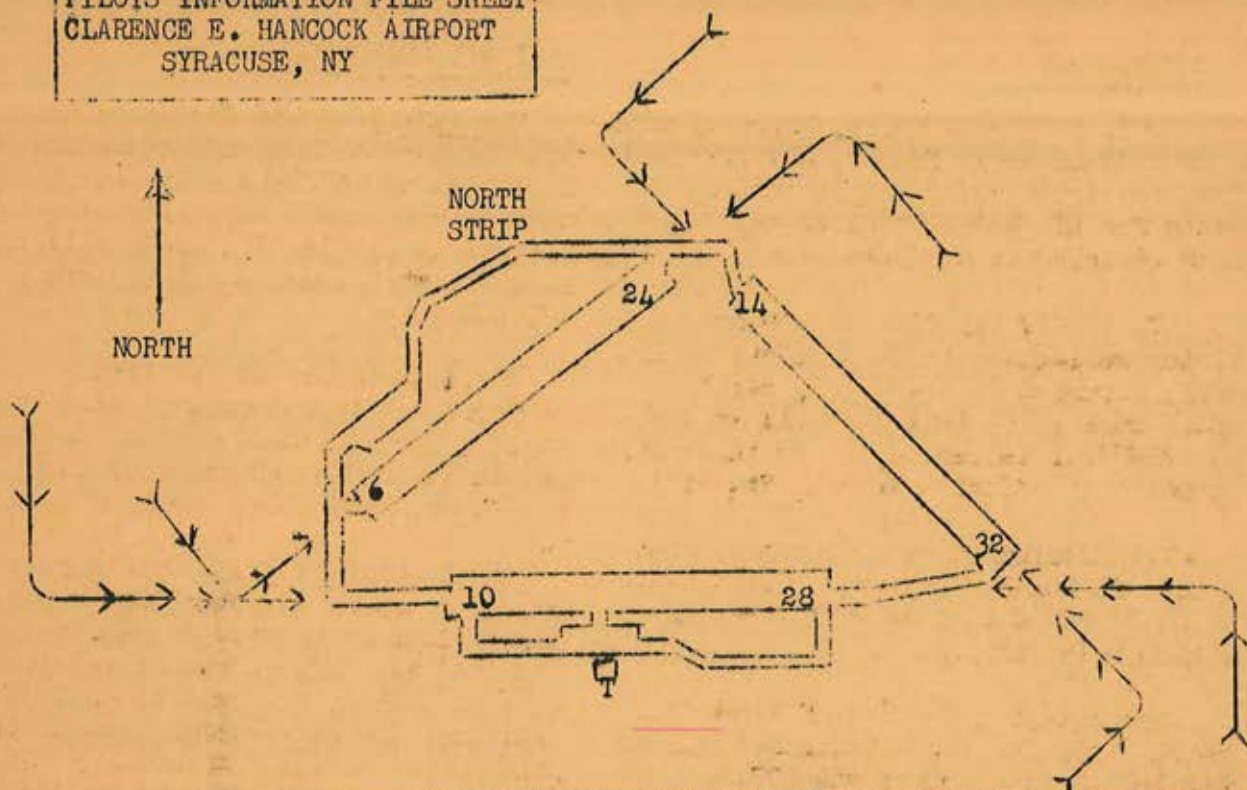 PILOTS INFORMATION FILE SHEET
CLARENCE E. HANCOCK AIRPORT
SYRACUSE, NY
NORTH
STRIP
24
14
NORTH
6
32
10
28
T